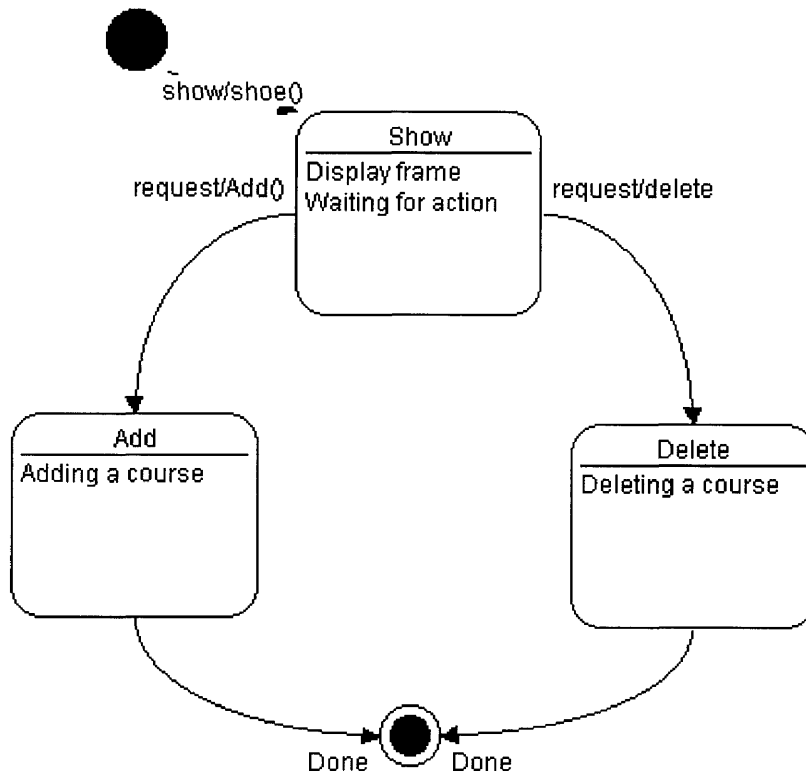 show/shoe()
Show
Display frame
Waiting for action
request/Add()
request/delete
Add
Adding a course
Delete
Deleting a course
Done
Done